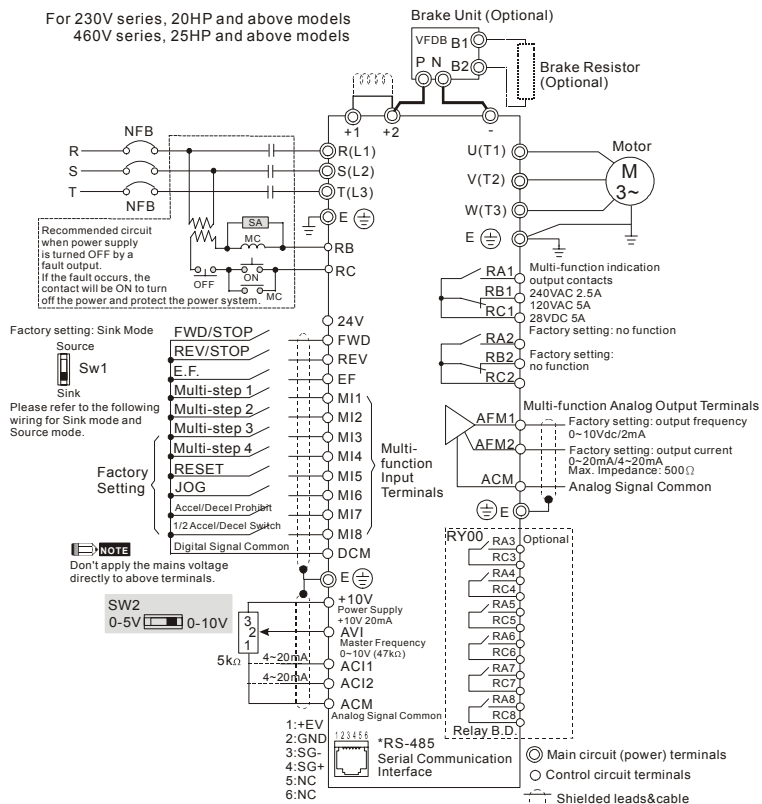 For 230V series, 20HP and above models
460V series, 25HP and above models
Brake Unit (Optional)
VFDB
B1
P N
B2
Brake Resistor
(Optional)
+1
+2
-
NFB
R
S
T
NFB
R(L1)
S(L2)
T(L3)
E
SA
MC
OFF
ON
MC
RB
RC
Recommended circuit
when power supply
is turned OFF by a
fault output.
If the fault occurs, the
contact will be ON to turn
off the power and protect the power system.
U(T1)
V(T2)
W(T3)
E
Motor
M
3~
RA1
RB1
RC1
Multi-function indication
output contacts
240VAC 2.5A
120VAC 5A
28VDC 5A
Factory setting: no function
RA2
RB2
RC2
Factory setting:
no function
Factory setting: Sink Mode
Source
Sw1
Sink
Please refer to the following
wiring for Sink mode and
Source mode.
FWD/STOP
REV/STOP
E.F.
Multi-step 1
Multi-step 2
Multi-step 3
Multi-step 4
RESET
JOG
Accel/Decel Prohibit
1/2 Accel/Decel Switch
Digital Signal Common
Factory
Setting
24V
FWD
REV
EF
MI1
MI2
MI3
MI4
MI5
MI6
MI7
MI8
DCM
E
Multi-
function
Input
Terminals
NOTE
Don't apply the mains voltage
directly to above terminals.
Multi-function Analog Output Terminals
AFM1
Factory setting: output frequency
0~10Vdc/2mA
AFM2
Factory setting: output current
0~20mA/4~20mA
Max. Impedance: 500Ω
ACM
Analog Signal Common
E
SW2
0-5V
0-10V
3
2
1
5kΩ
4~20mA
4~20mA
+10V
Power Supply
+10V 20mA
AVI
Master Frequency
0~10V (47kΩ)
ACI1
ACI2
ACM
Analog Signal Common
RY00
Optional
RA3
RC3
RA4
RC4
RA5
RC5
RA6
RC6
RA7
RC7
RA8
RC8
Relay B.D.
1:+EV
2:GND
3:SG-
4:SG+
5:NC
6:NC
1 2 3 4 5 6
*RS-485
Serial Communication
Interface
Main circuit (power) terminals
Control circuit terminals
Shielded leads&cable